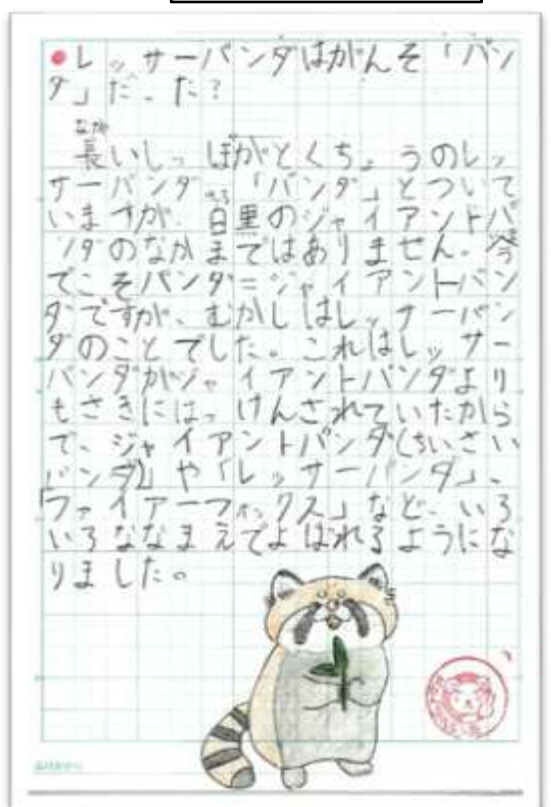 ●レッサーパンダはがんそ「パン
ダ」だった?
なが
長いしっぽがとくちょうのレッ
サーパンダ。「パンダ」とついて
いますが、白黒のジャイアントパ
ンダのなかまではありません。今
でこそパンダ=ジャイアントパン
ダですが、むかしはレッサーパン
ダのことでした。これはレッサー
パンダがジャイアントパンダより
もさきにはっけんされていたから
で、ジャイアントパンダ(ちいさい
パンダ)」や「レッサーパンダ」、
「ファイアーフォックス」など、いろ
いろななまえでよばれるようにな
りました。